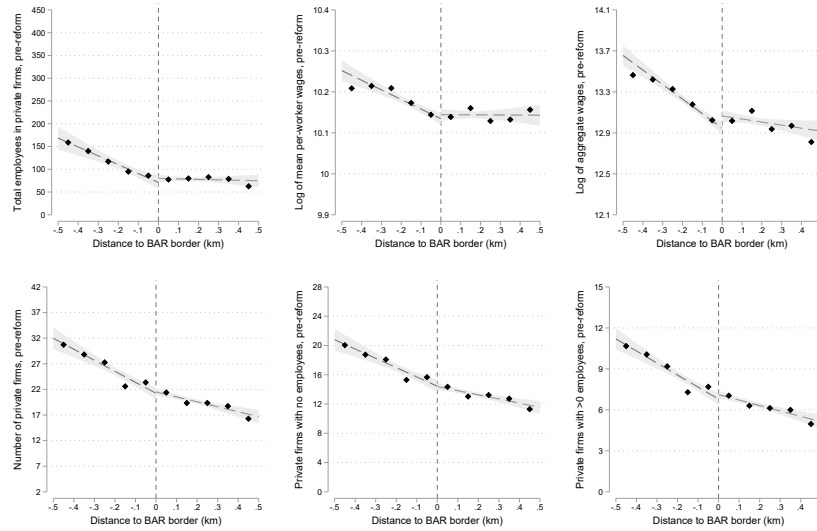 Total employees in private firms, pre-reform
450
400
350
300
250
200
150
100
50
0
-.5 -.4 -.3 -.2 -.1 0 .1 .2 .3 .4 .5
Distance to BAR border (km)
Log of mean per-worker wages, pre-reform
10.4
10.3
10.2
10.1
10
9.9
-.5 -.4 -.3 -.2 -.1 0 .1 .2 .3 .4 .5
Distance to BAR border (km)
Log of aggregate wages, pre-reform
14.1
13.7
13.3
12.9
12.5
12.1
-.5 -.4 -.3 -.2 -.1 0 .1 .2 .3 .4
Distance to BAR border (km)
Number of private firms, pre-reform
42
37
32
27
22
17
12
7
2
-.5 -.4 -.3 -.2 -.1 0 .1 .2 .3 .4 .5
Distance to BAR border (km)
Private firms with no employees, pre-reform
28
24
20
16
12
8
4
0
-.5 -.4 -.3 -.2 -.1 0 .1 .2 .3 .4 .5
Distance to BAR border (km)
Private firms with >0 employees, pre-reform
15
12
9
6
3
0
-.5 -.4 -.3 -.2 -.1 0 .1 .2 .3 .4
Distance to BAR border (km)